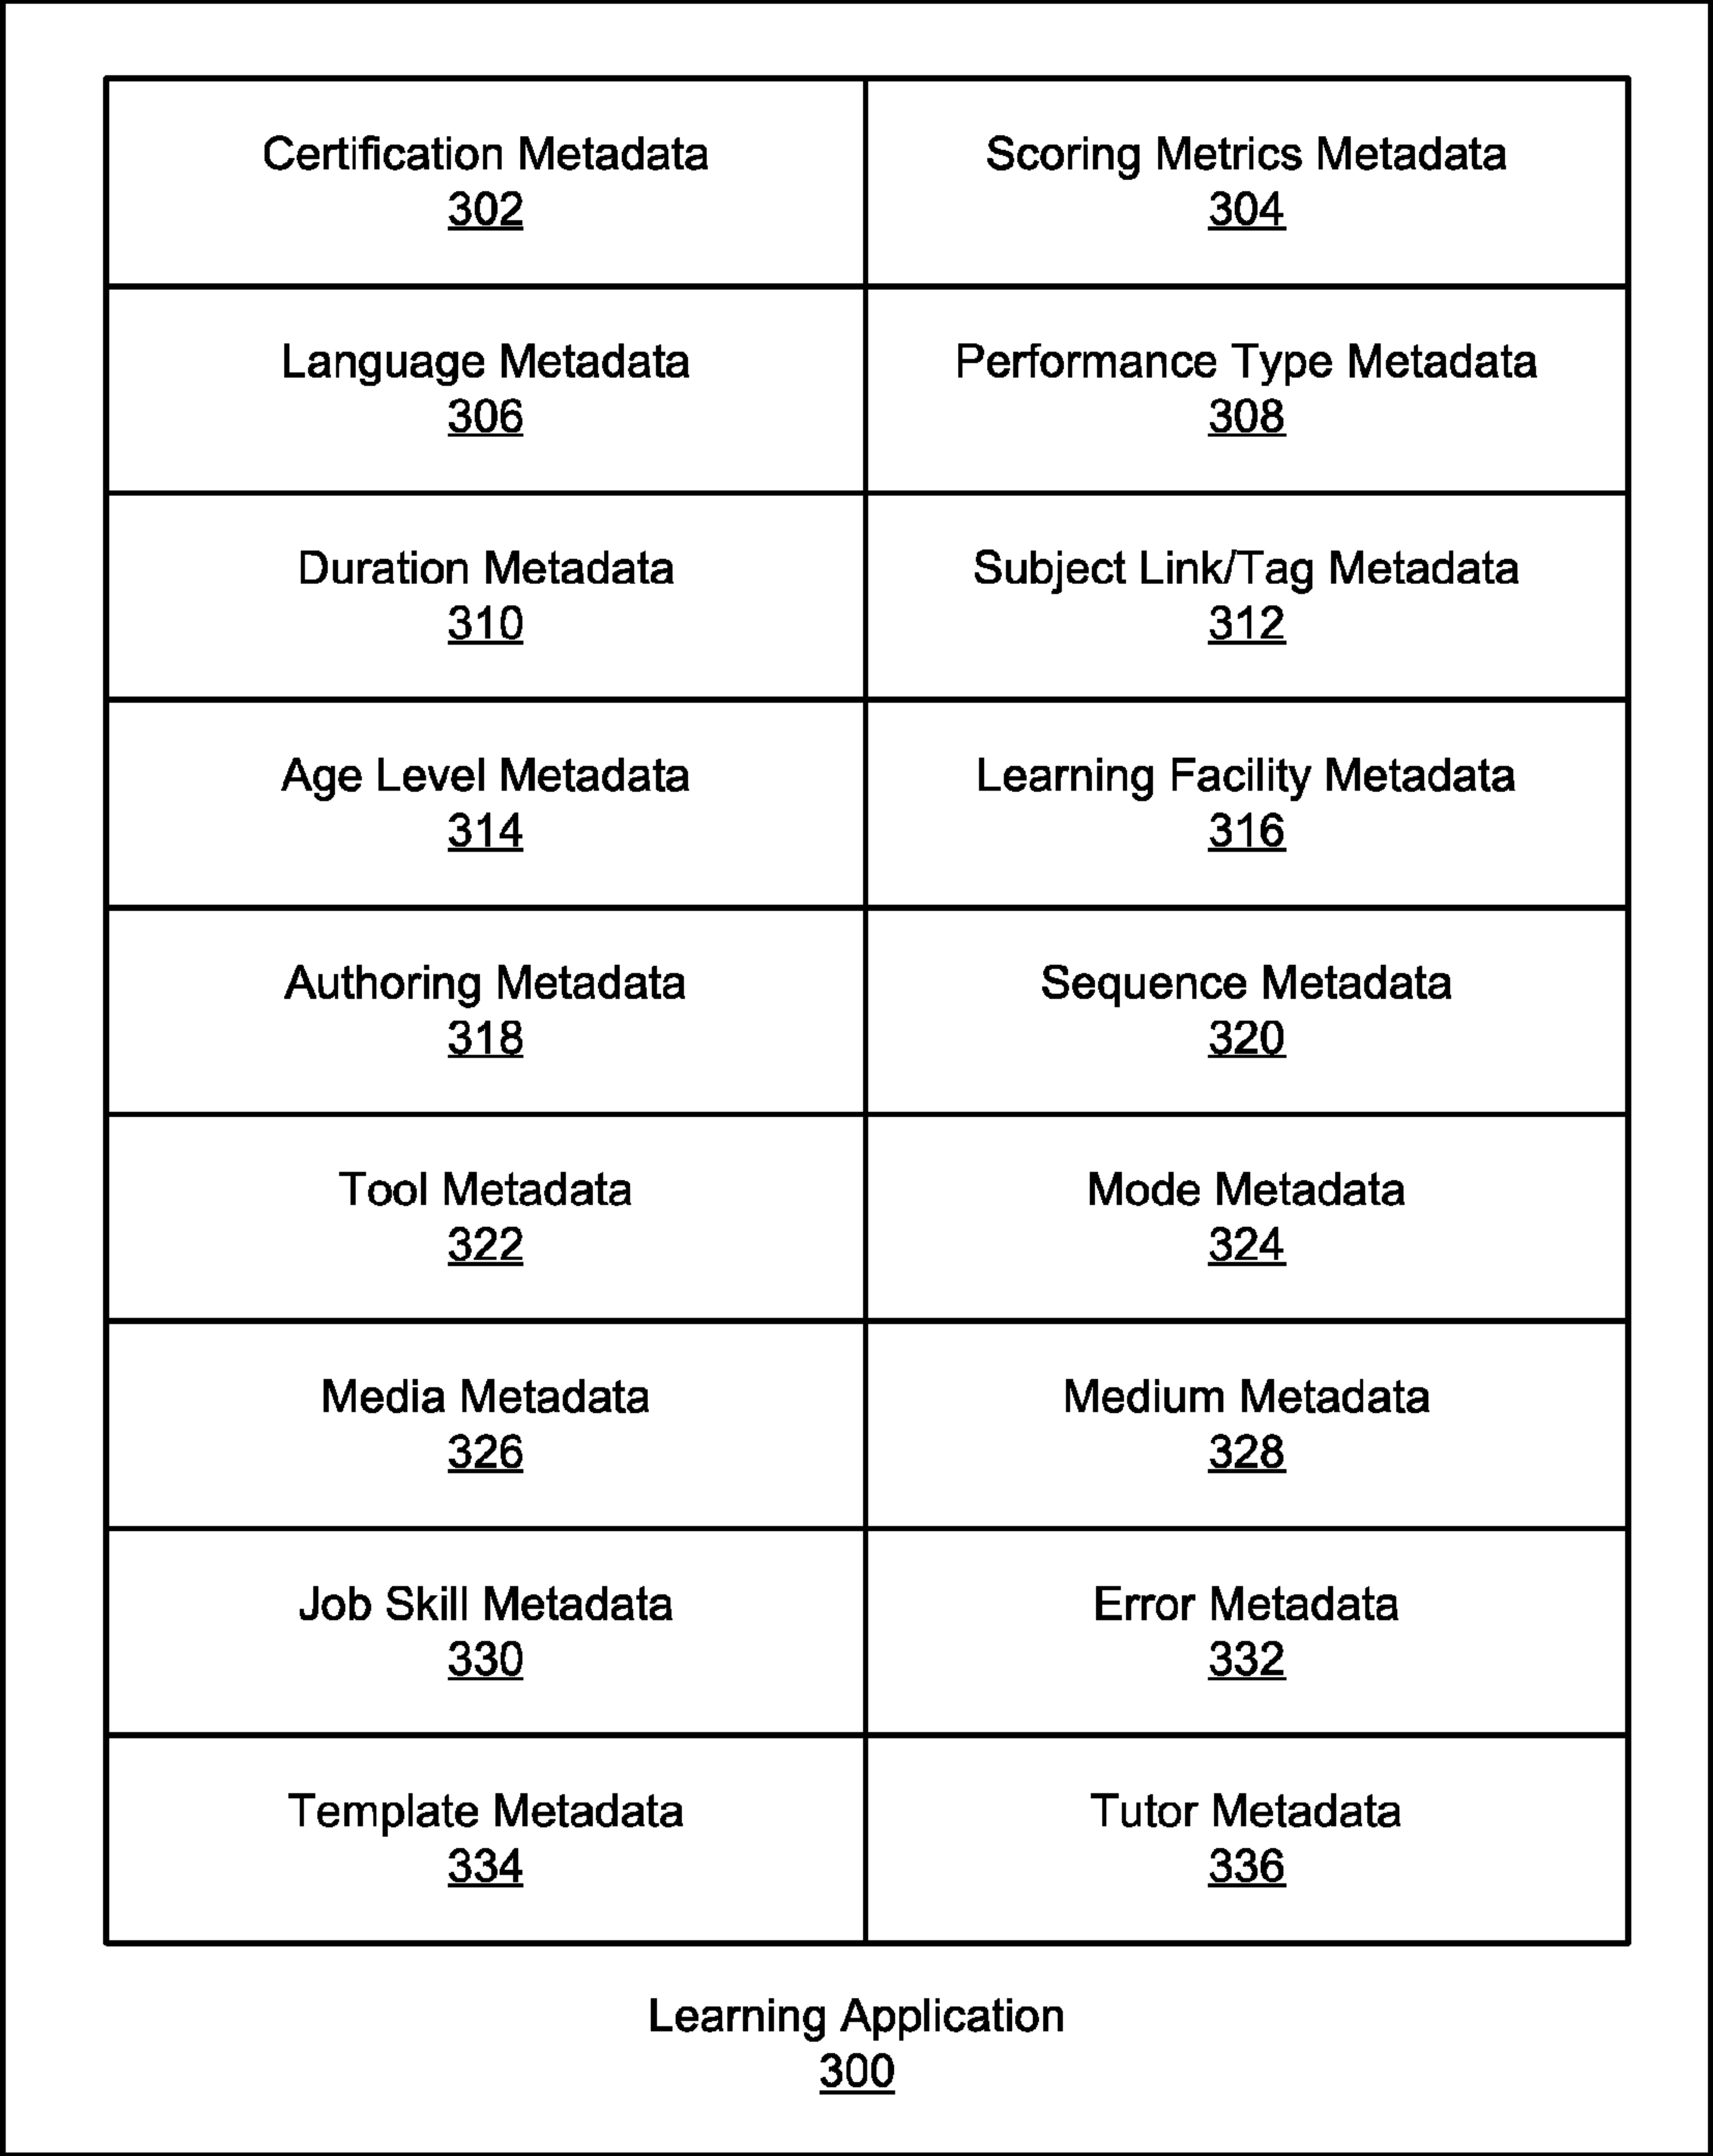 Certification Metadata
302
Scoring Metrics Metadata
304
Language Metadata
306
Performance Type Metadata
308
Duration Metadata
310
Subject Link/Tag Metadata
312
Age Level Metadata
314
Learning Facility Metadata
316
Authoring Metadata
318
Sequence Metadata
320
Tool Metadata
322
Mode Metadata
324
Media Metadata
326
Medium Metadata
328
Job Skill Metadata
330
Error Metadata
332
Template Metadata
334
Tutor Metadata
336
Learning Application
300